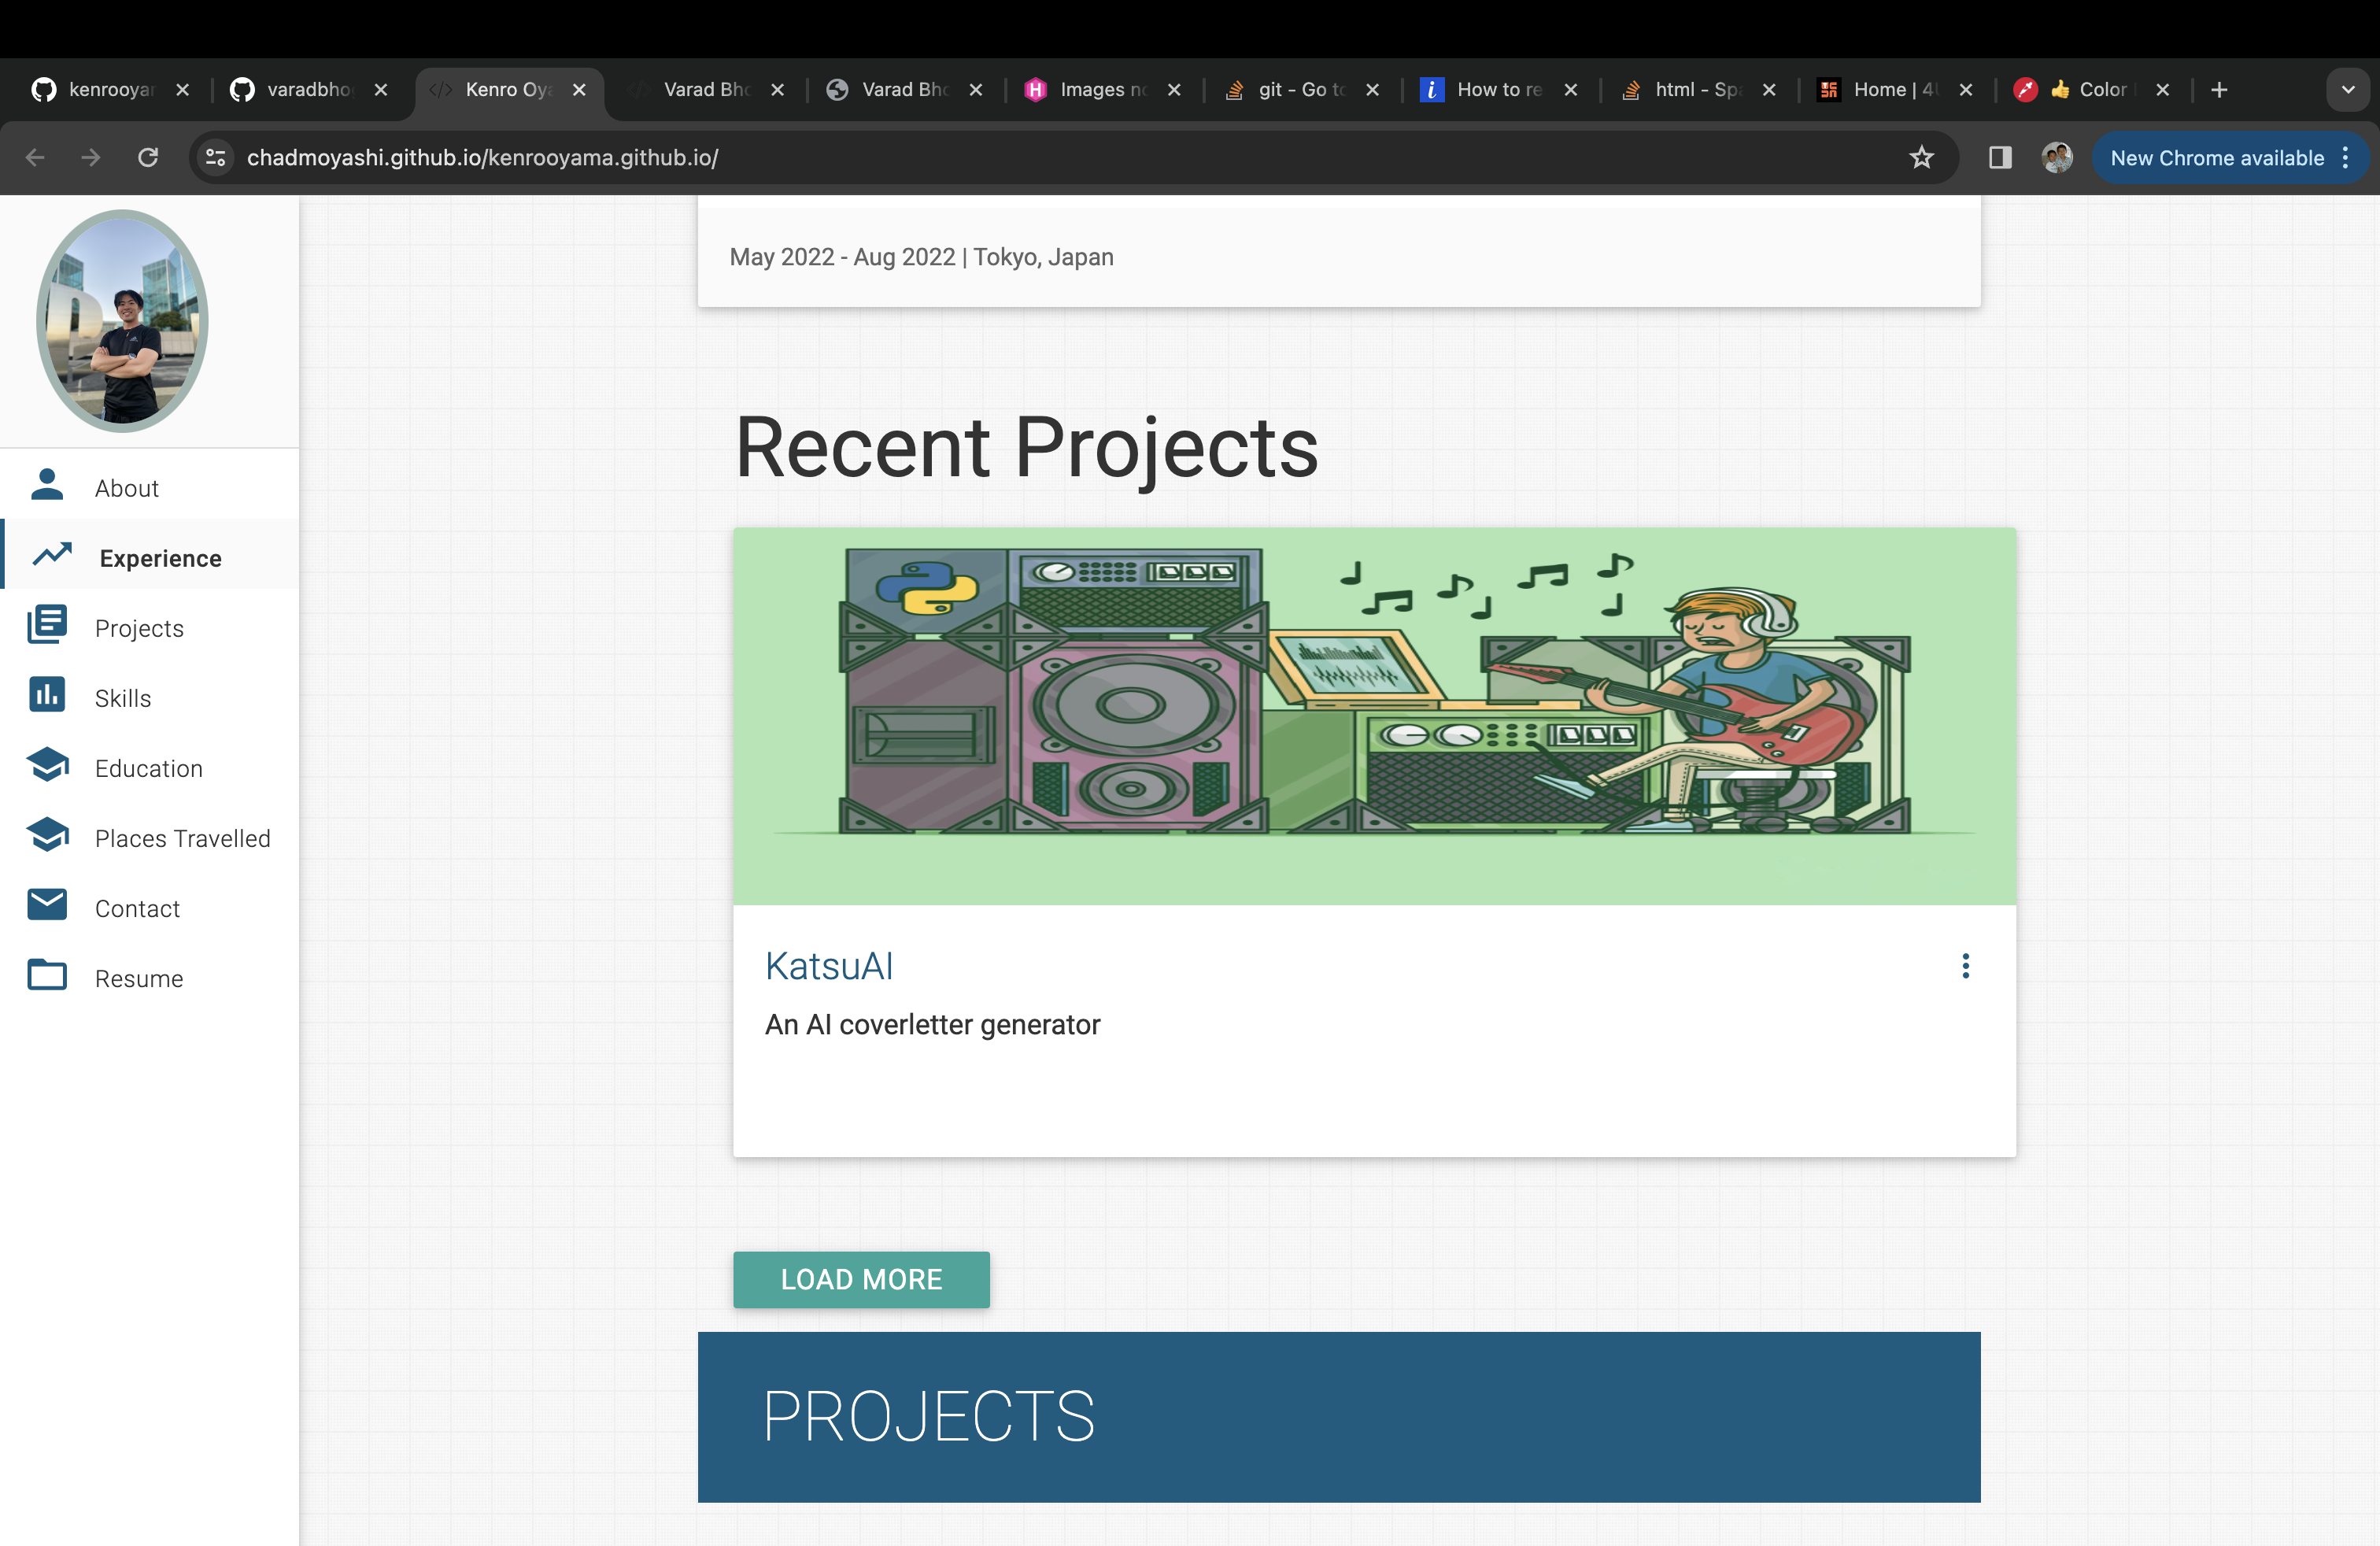 kenrooyar
varadbho
Kenro Oya
Varad Bho
Varad Bho
Images no
git - Go to
How to re
html - Spa
Home | 4
Color
chadmoyashi.github.io/kenrooyama.github.io/
New Chrome available
May 2022 - Aug 2022 | Tokyo, Japan
About
Experience
Projects
Skills
Education
Places Travelled
Contact
Resume
Recent Projects
KatsuAI
An AI coverletter generator
LOAD MORE
PROJECTS